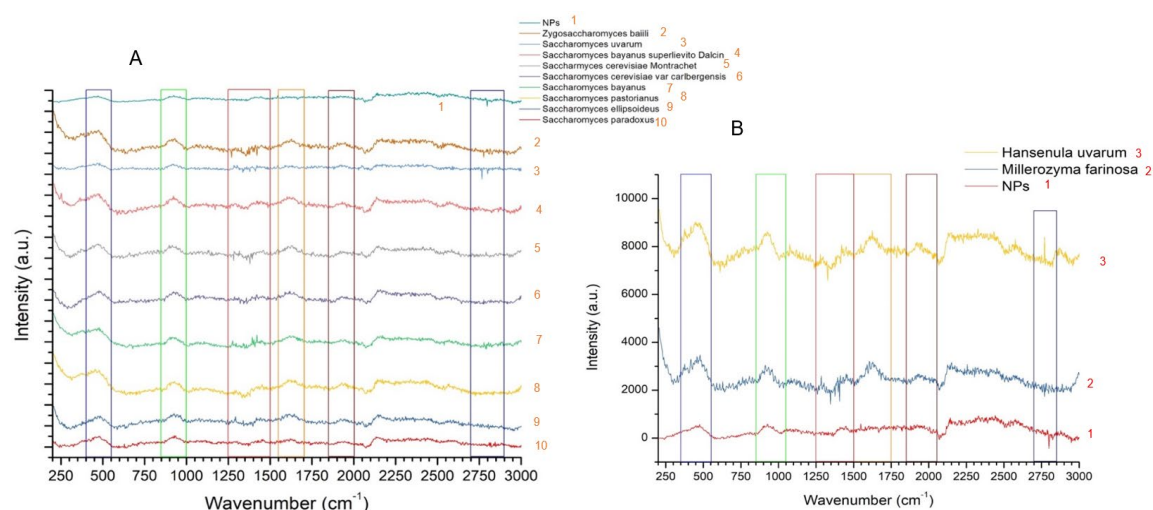 NPs 1
Zygosaccharomyces bailli 2
Saccharomyces uvarum 3
Saccharomyces bayanus superlievito Dalcin 4
Saccharmyces cerevisiae Montrachet 5
Saccharomyces cerevisiae var carlbergensis 6
Saccharomyces bayanus 7
Saccharomyces pastorianus 8
Saccharomyces ellipsoideus 9
Saccharomyces paradoxus 10
A
1
2
3
4
5
6
7
8
9
10
Intensity (a.u.)
250 500 750 1000 1250 1500 1750 2000 2250 2500 2750 3000
Wavenumber (cm⁻¹)
B
Hansenula uvarum 3
Millerozyma farinosa 2
NPs 1
10000
8000
6000
4000
2000
0
3
2
1
Intensity (a.u.)
250 500 750 1000 1250 1500 1750 2000 2250 2500 2750 3000
Wavenumber (cm⁻¹)